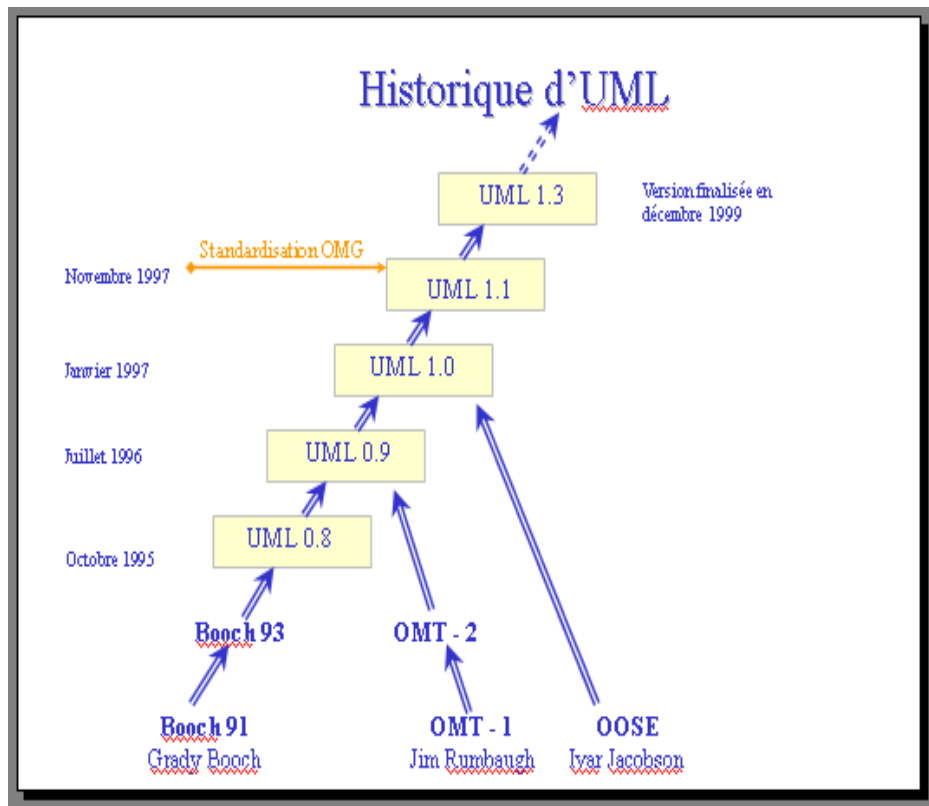 Historique d'UML
UML 1.3
Version finalisée en
décembre 1999
Standardisation OMG
Novembre 1997
UML 1.1
Janvier 1997
UML 1.0
Juillet 1996
UML 0.9
Octobre 1995
UML 0.8
Booch 93
OMT - 2
Booch 91
OMT - 1
OOSE
Grady Booch
Jim Rumbaugh
Ivar Jacobson